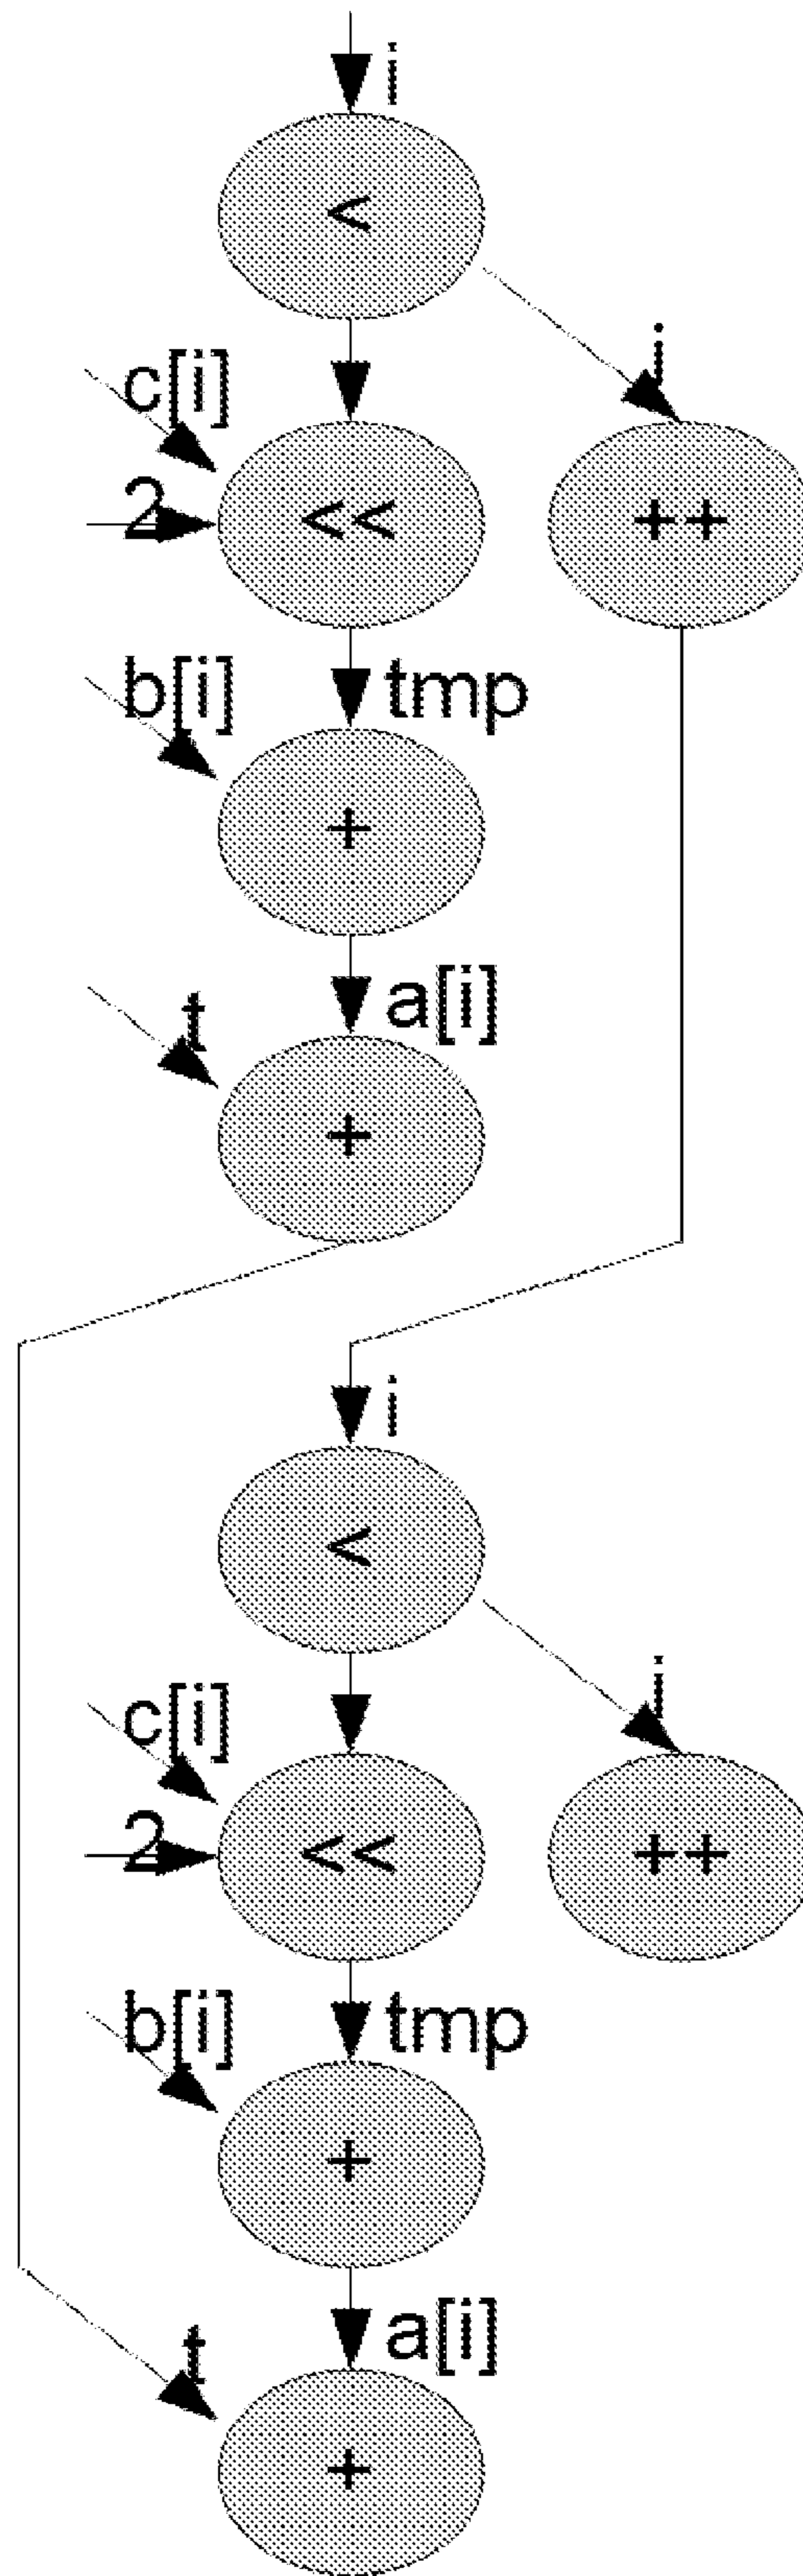 i
<
c[i]
i
2
<<
++
b[i]
tmp
+
t
a[i]
+
i
<
c[i]
i
2
<<
++
b[i]
tmp
+
t
a[i]
+